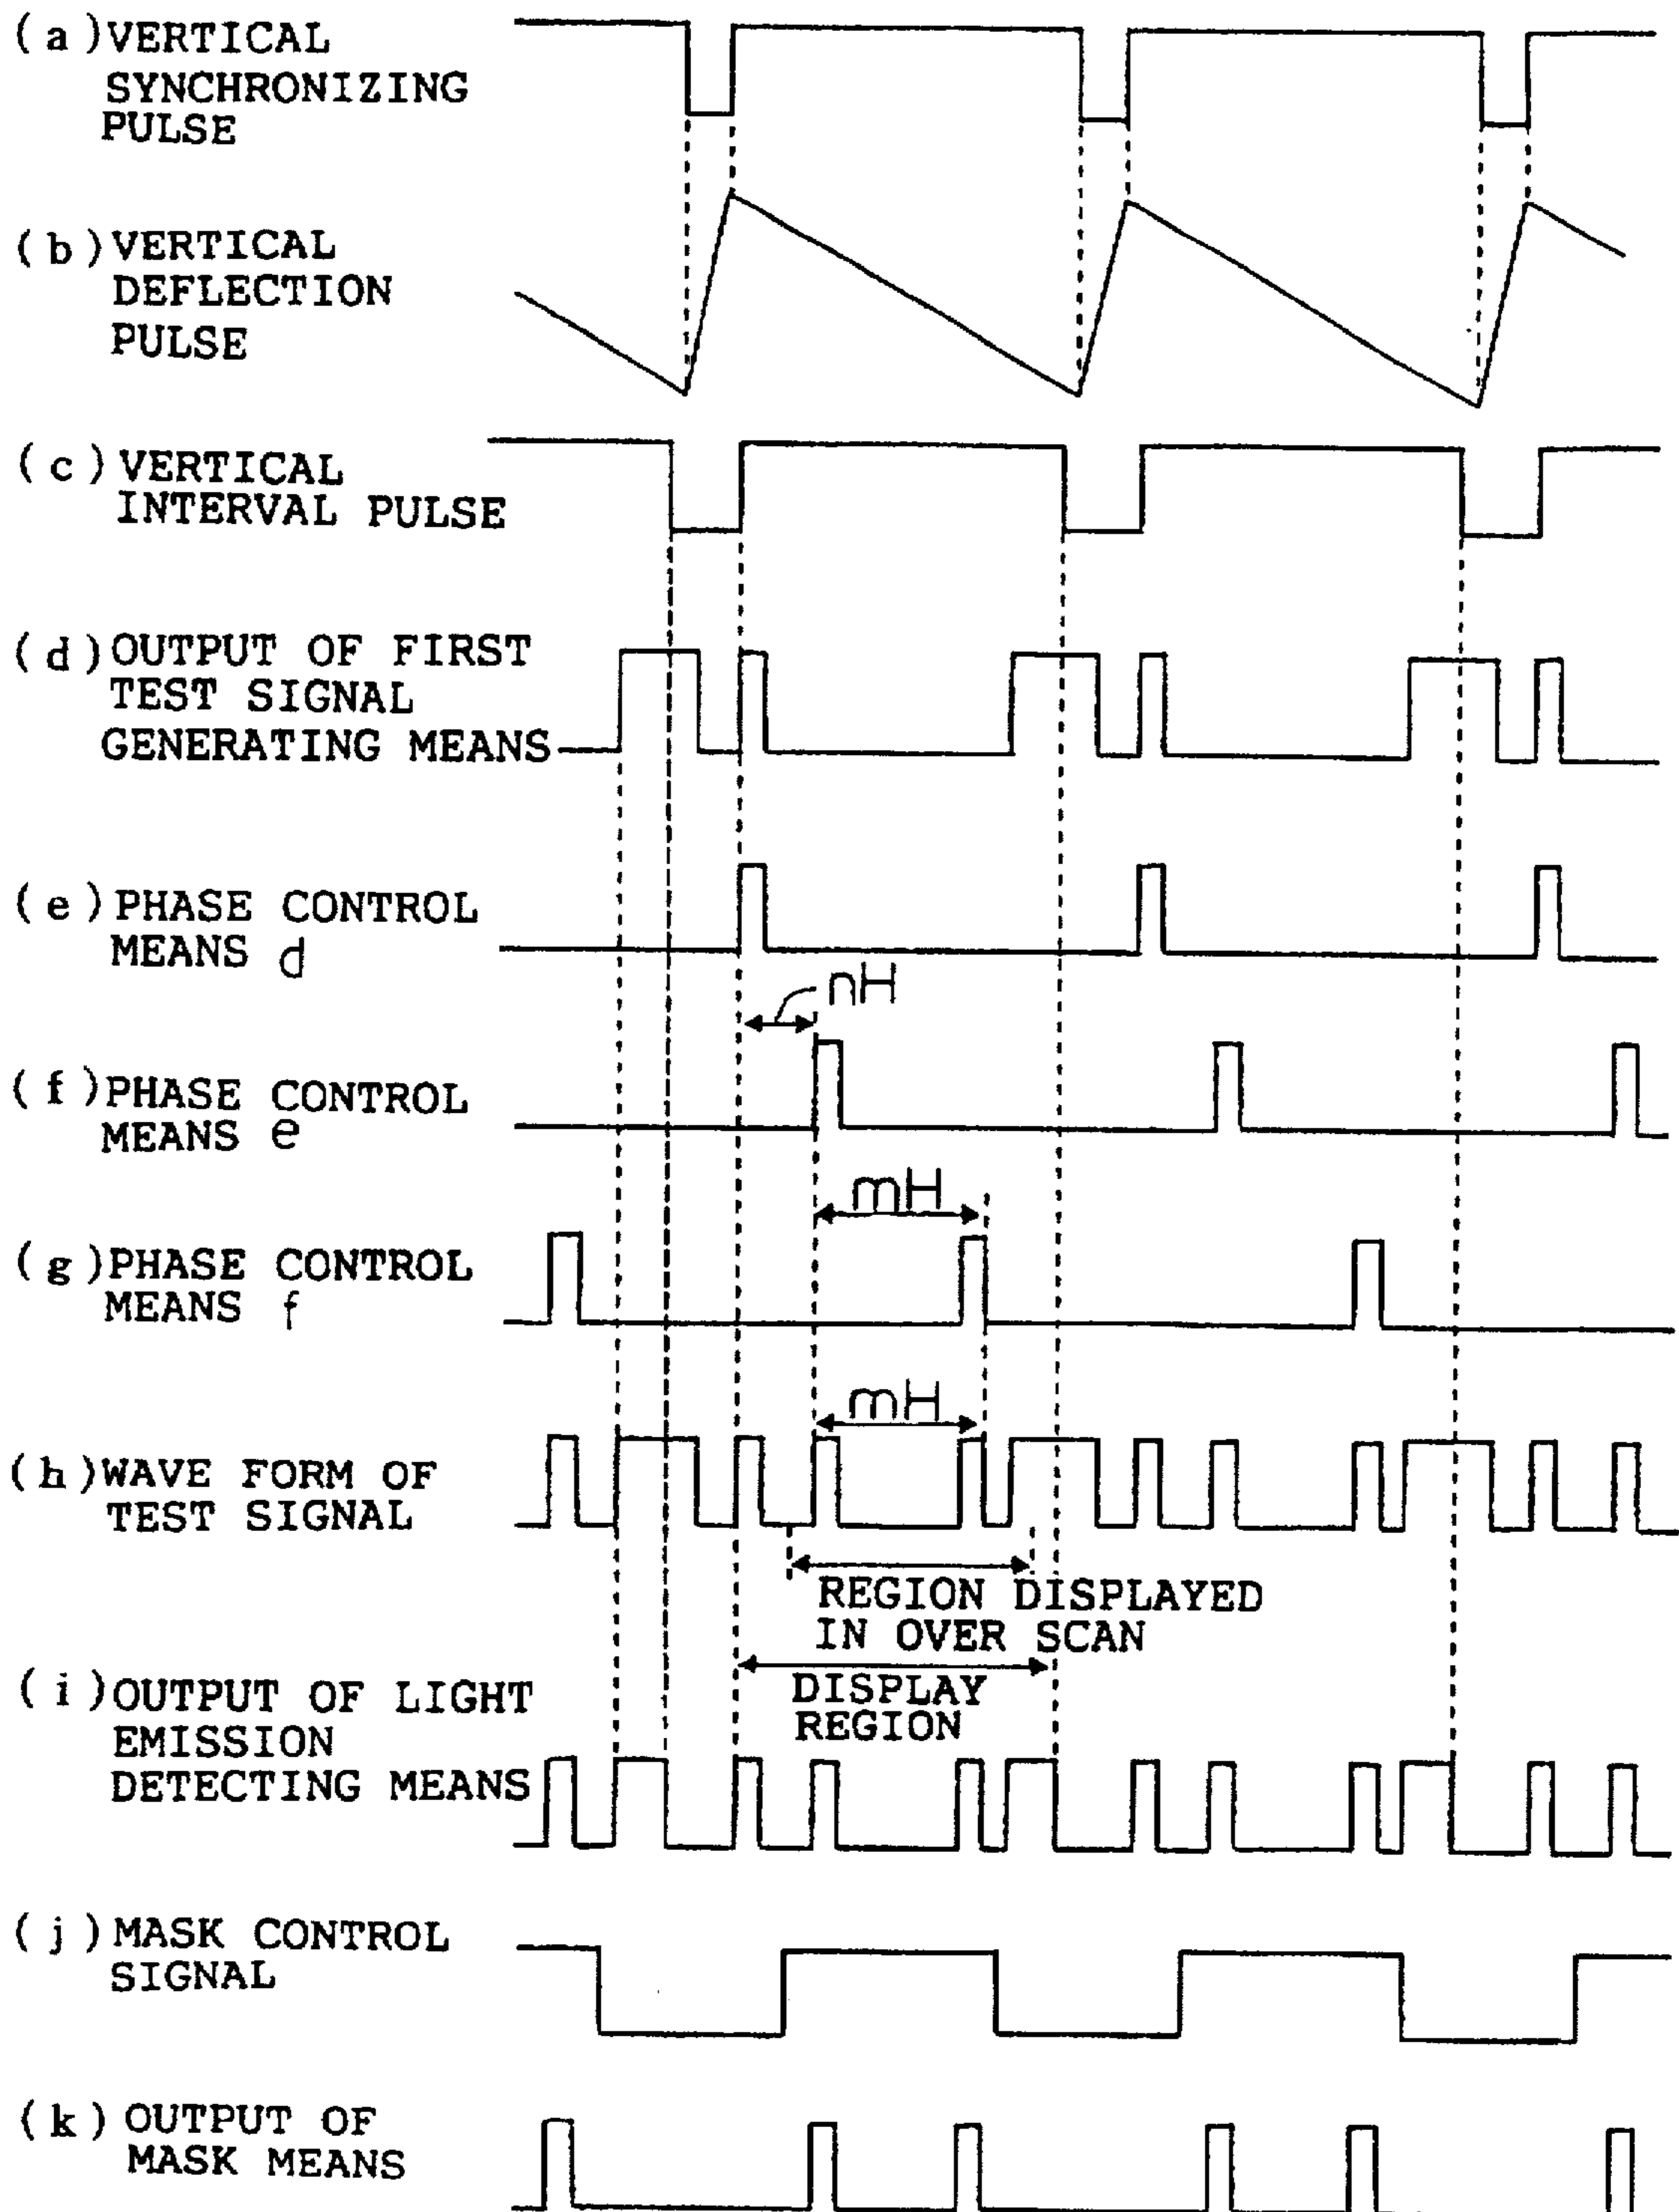 (a) VERTICAL
SYNCHRONIZING
PULSE
(b) VERTICAL
DEFLECTION
PULSE
(c) VERTICAL
INTERVAL PULSE
(d) OUTPUT OF FIRST
TEST SIGNAL
GENERATING MEANS
(e) PHASE CONTROL
MEANS d
nH
(f) PHASE CONTROL
MEANS e
mH
(g) PHASE CONTROL
MEANS f
mH
(h) WAVE FORM OF
TEST SIGNAL
REGION DISPLAYED
IN OVER SCAN
DISPLAY
REGION
(i) OUTPUT OF LIGHT
EMISSION
DETECTING MEANS
(j) MASK CONTROL
SIGNAL
(k) OUTPUT OF
MASK MEANS